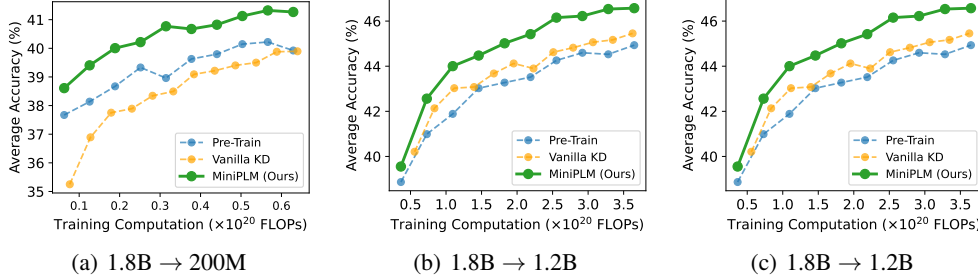 Average Accuracy (%)
41
40
39
38
37
36
35
Pre-Train
Vanilla KD
MiniPLM (Ours)
0.1 0.2 0.3 0.4 0.5 0.6
Training Computation (×10²⁰ FLOPs)
(a) 1.8B → 200M
Average Accuracy (%)
46
44
42
40
Pre-Train
Vanilla KD
MiniPLM (Ours)
0.5 1.0 1.5 2.0 2.5 3.0 3.5
Training Computation (×10²⁰ FLOPs)
(b) 1.8B → 1.2B
Average Accuracy (%)
46
44
42
40
Pre-Train
Vanilla KD
MiniPLM (Ours)
0.5 1.0 1.5 2.0 2.5 3.0 3.5
Training Computation (×10²⁰ FLOPs)
(c) 1.8B → 1.2B